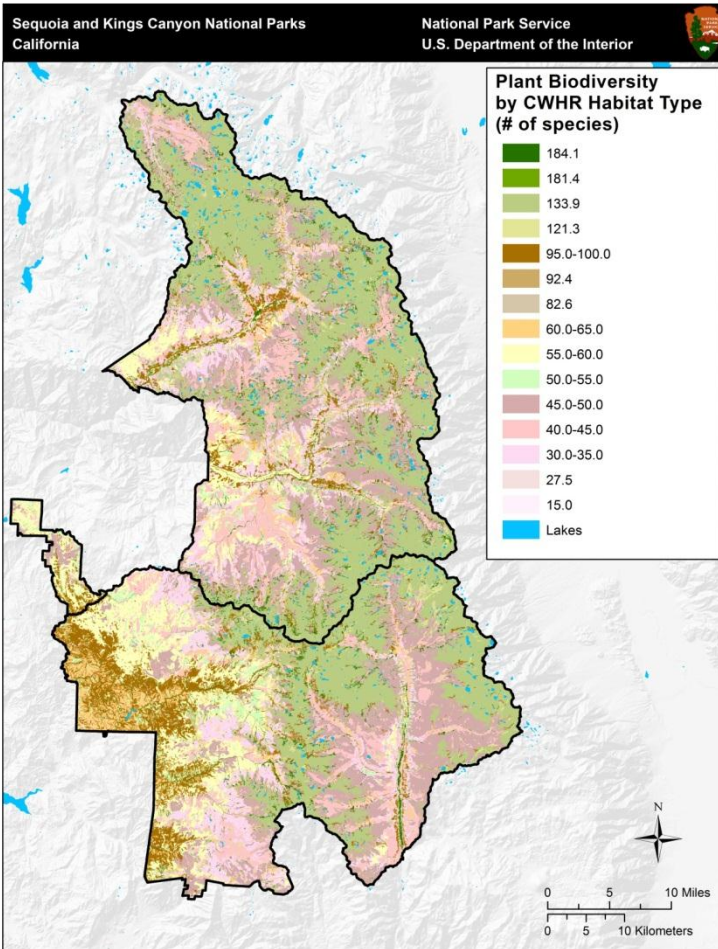 Sequoia and Kings Canyon National Parks
California
National Park Service
U.S. Department of the Interior
NATIONAL
PARK
SERVICE
Plant Biodiversity
by CWHR Habitat Type
(# of species)
184.1
181.4
133.9
121.3
95.0-100.0
92.4
82.6
60.0-65.0
55.0-60.0
50.0-55.0
45.0-50.0
40.0-45.0
30.0-35.0
27.5
15.0
Lakes
N
0 5 10 Miles
0 5 10 Kilometers